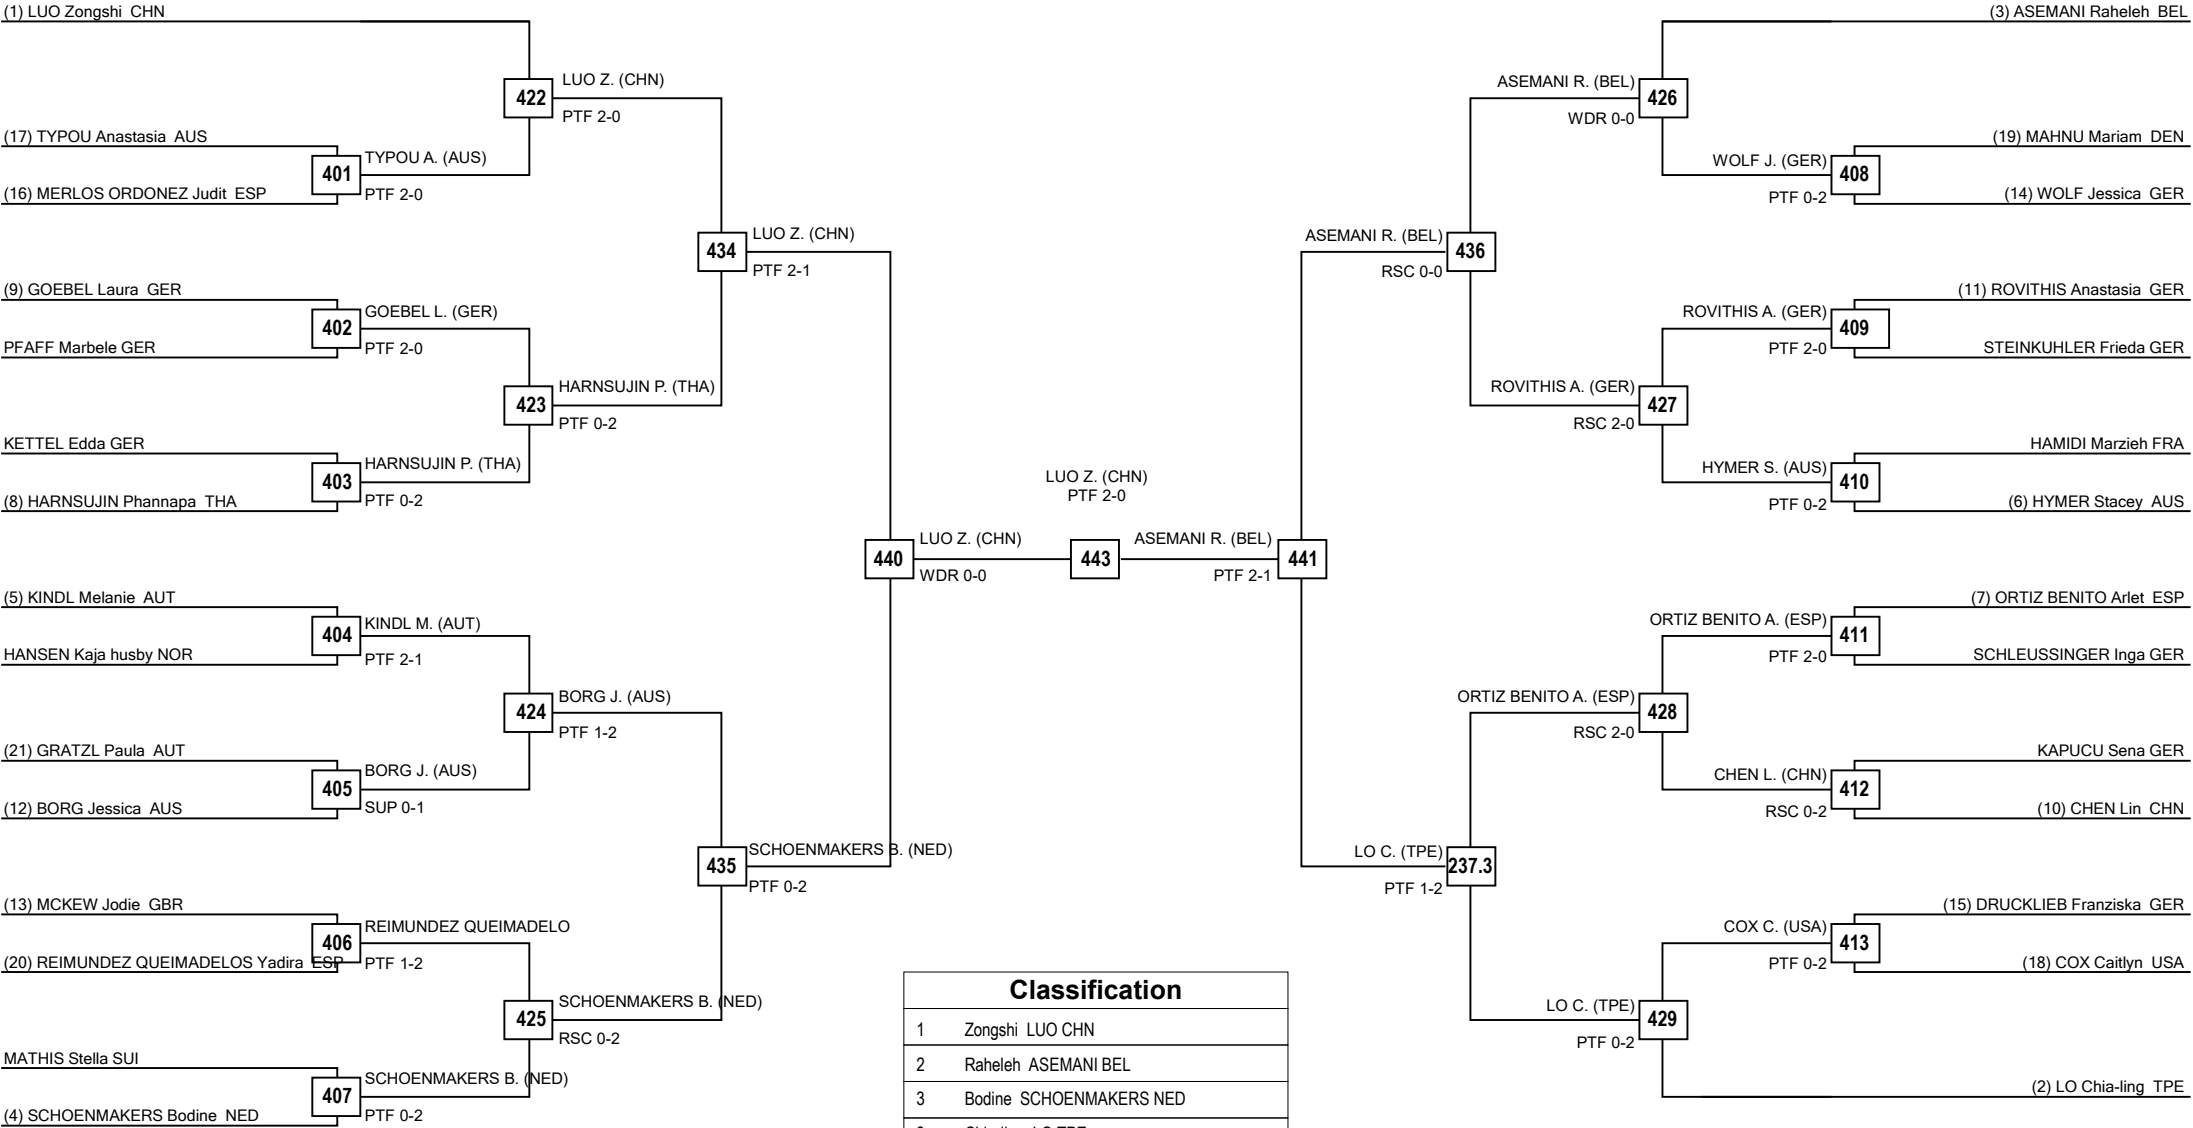 (1) LUO Zongshi CHN
(3) ASEMANI Raheleh BEL
LUO Z. (CHN)
422
PTF 2-0
ASEMANI R. (BEL)
426
WDR 0-0
(17) TYPOU Anastasia AUS
TYPOU A. (AUS)
401
(16) MERLOS ORDONEZ Judit ESP
PTF 2-0
(19) MAHNU Mariam DEN
WOLF J. (GER)
408
PTF 0-2
(14) WOLF Jessica GER
LUO Z. (CHN)
434
PTF 2-1
ASEMANI R. (BEL)
436
RSC 0-0
(9) GOEBEL Laura GER
GOEBEL L. (GER)
402
PFAFF Marbele GER
PTF 2-0
(11) ROVITHIS Anastasia GER
ROVITHIS A. (GER)
409
PTF 2-0
STEINKUHLER Frieda GER
HARNSUJIN P. (THA)
423
PTF 0-2
ROVITHIS A. (GER)
427
RSC 2-0
KETTEL Edda GER
HARNSUJIN P. (THA)
403
(8) HARNSUJIN Phannapa THA
PTF 0-2
HAMIDI Marzieh FRA
HYMER S. (AUS)
410
PTF 0-2
(6) HYMER Stacey AUS
LUO Z. (CHN)
PTF 2-0
440
LUO Z. (CHN)
WDR 0-0
443
ASEMANI R. (BEL)
PTF 2-1
441
(5) KINDL Melanie AUT
KINDL M. (AUT)
404
HANSEN Kaja husby NOR
PTF 2-1
(7) ORTIZ BENITO Arlet ESP
ORTIZ BENITO A. (ESP)
411
PTF 2-0
SCHLEUSSINGER Inga GER
BORG J. (AUS)
424
PTF 1-2
ORTIZ BENITO A. (ESP)
428
RSC 2-0
(21) GRATZL Paula AUT
BORG J. (AUS)
405
(12) BORG Jessica AUS
SUP 0-1
KAPUCU Sena GER
CHEN L. (CHN)
412
RSC 0-2
(10) CHEN Lin CHN
SCHOENMAKERS B. (NED)
435
PTF 0-2
LO C. (TPE)
237.3
PTF 1-2
(13) MCKEW Jodie GBR
REIMUNDEZ QUEIMADELO
406
(20) REIMUNDEZ QUEIMADELOS Yadira ESP
PTF 1-2
(15) DRUCKLIEB Franziska GER
COX C. (USA)
413
PTF 0-2
(18) COX Caitlyn USA
SCHOENMAKERS B. (NED)
425
RSC 0-2
LO C. (TPE)
429
PTF 0-2
MATHIS Stella SUI
SCHOENMAKERS B. (NED)
407
(4) SCHOENMAKERS Bodine NED
PTF 0-2
(2) LO Chia-ling TPE
Classification
1 Zongshi LUO CHN
2 Raheleh ASEMANI BEL
3 Bodine SCHOENMAKERS NED